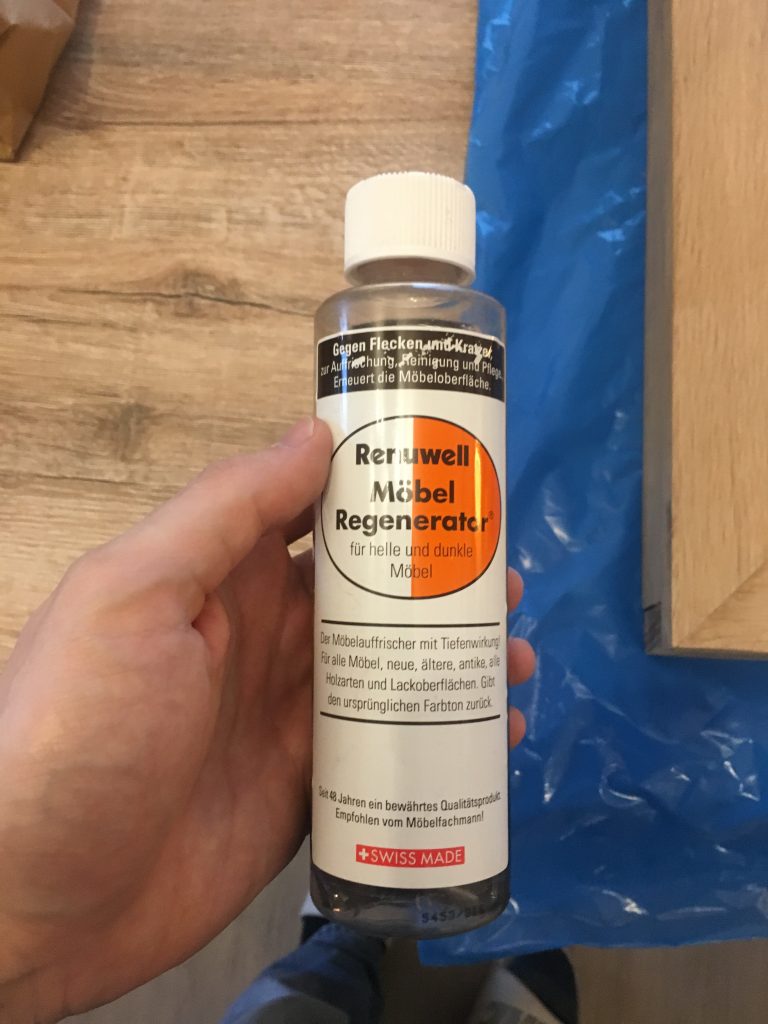 Gegen Flecken und Kratzer,
zur Auffrischung, Reinigung und Pflege.
Erneuert die Möbeloberfläche.
Renuwell
Möbel
Regenerator®
für helle und dunkle
Möbel
Der Möbelauffrischer mit Tiefenwirkung!
Für alle Möbel, neue, ältere, antike, alle
Holzarten und Lackoberflächen. Gibt
den ursprünglichen Farbton zurück.
Seit 48 Jahren ein bewährtes Qualitätsprodukt.
Empfohlen vom Möbelfachmann!
SWISS MADE